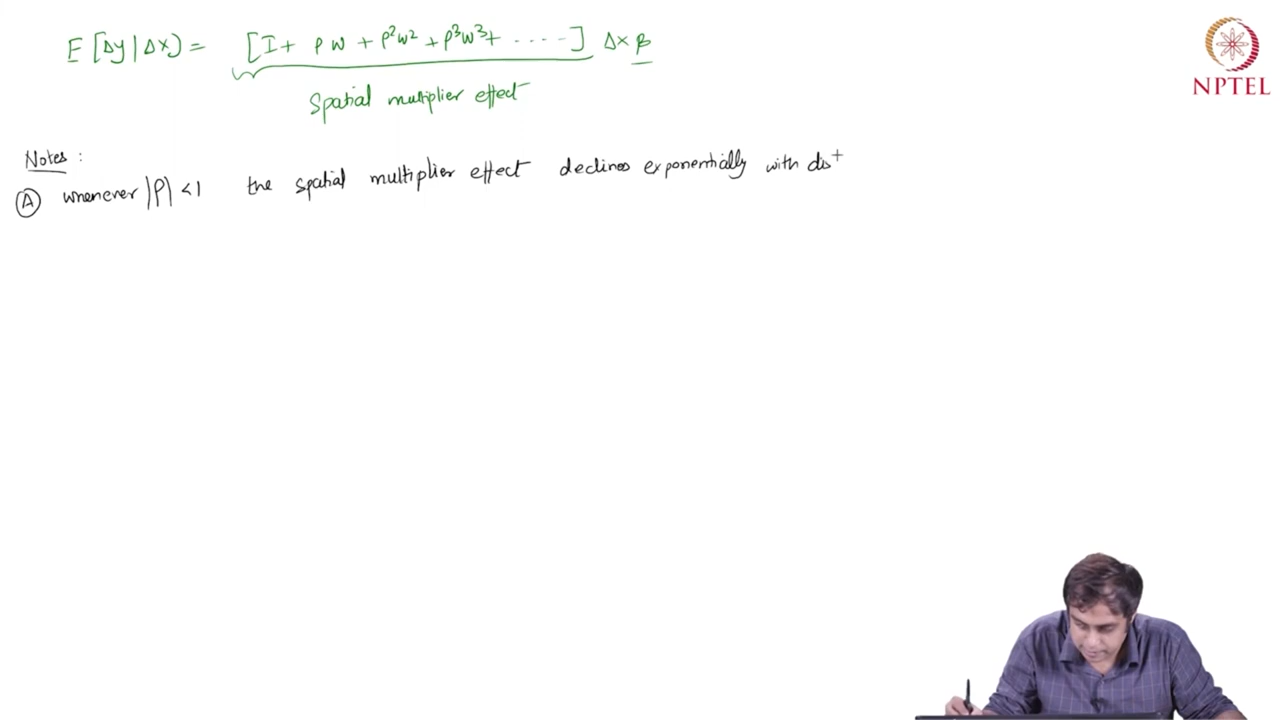 E [Δy | Δx) = [I + ρ W + ρ²W² + ρ³W³ + .....] Δx β
Spatial multiplier effect
NPTEL
Notes :
(A) whenever |ρ| < 1 the spatial multiplier effect declines exponentially with dist